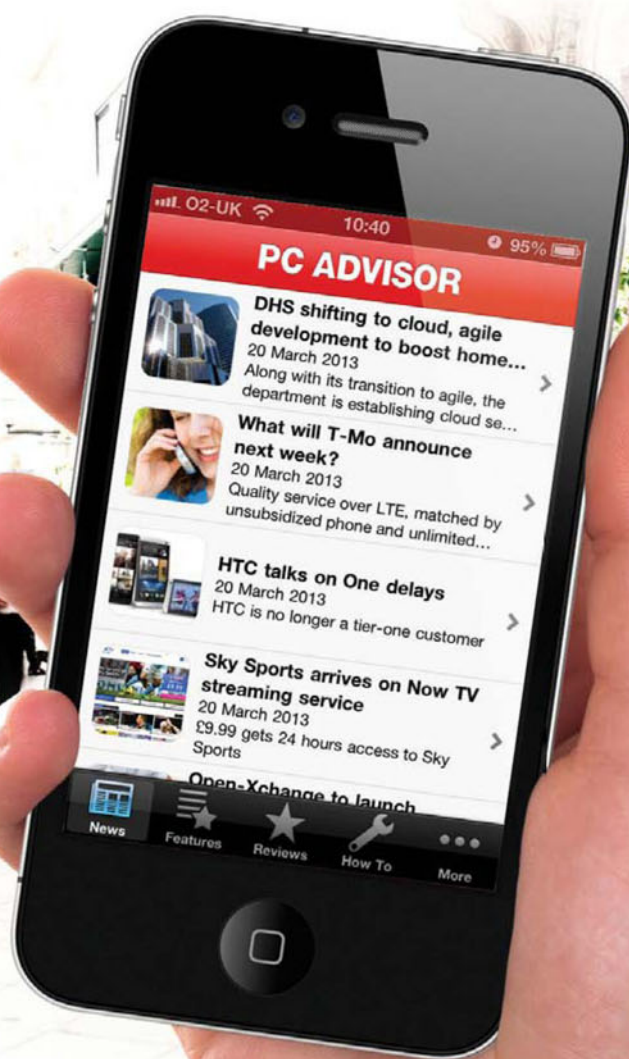 O2-UK 10:40 95%
PC ADVISOR
DHS shifting to cloud, agile
development to boost home...
20 March 2013
Along with its transition to agile, the
department is establishing cloud se...
What will T-Mo announce
next week?
20 March 2013
Quality service over LTE, matched by
unsubsidized phone and unlimited...
HTC talks on One delays
20 March 2013
HTC is no longer a tier-one customer
Sky Sports arrives on Now TV
streaming service
20 March 2013
£9.99 gets 24 hours access to Sky
Sports
Open-Xchange to launch
News Features Reviews How To More